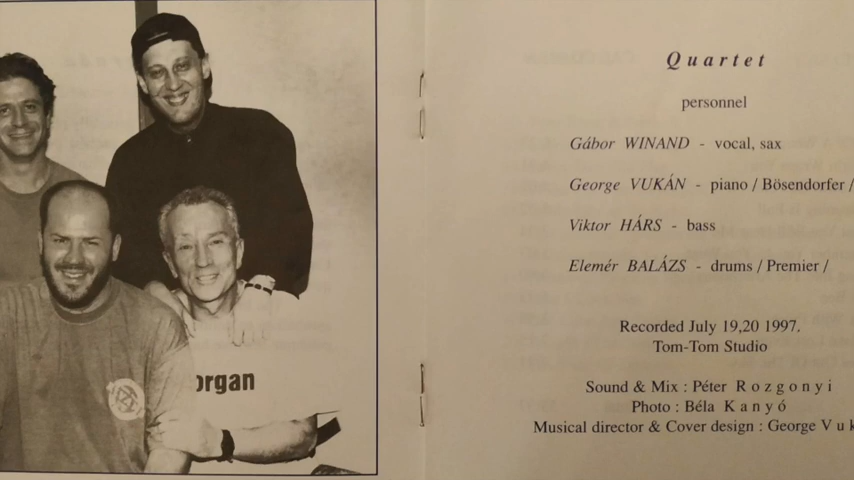 organ
Quartet
personnel
Gábor WINAND - vocal, sax
George VUKÁN - piano / Bösendorfer /
Viktor HÁRS - bass
Elemér BALÁZS - drums / Premier /
Recorded July 19,20 1997.
Tom-Tom Studio
Sound & Mix : Péter Rozgonyi
Photo : Béla Kanyó
Musical director & Cover design : George Vuk